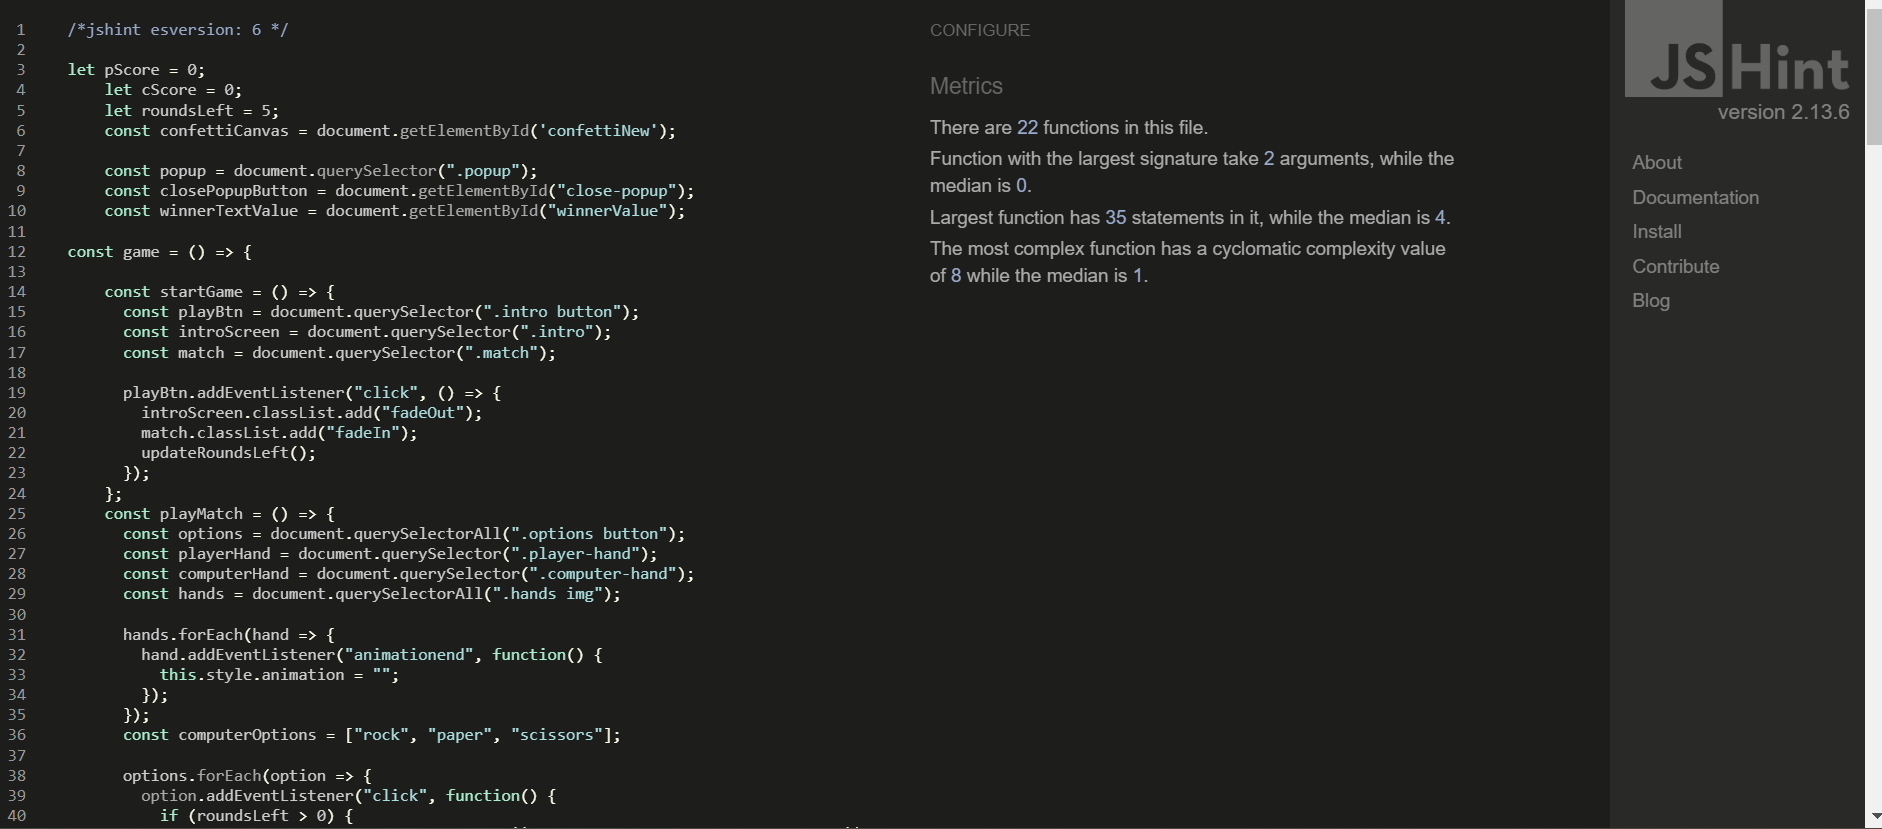 1 /*jshint esversion: 6 */
2
3 let pScore = 0;
4 let cScore = 0;
5 let roundsLeft = 5;
6 const confettiCanvas = document.getElementById('confettiNew');
7
8 const popup = document.querySelector(".popup");
9 const closePopupButton = document.getElementById("close-popup");
10 const winnerTextValue = document.getElementById("winnerValue");
11
12 const game = () => {
13
14 const startGame = () => {
15 const playBtn = document.querySelector(".intro button");
16 const introScreen = document.querySelector(".intro");
17 const match = document.querySelector(".match");
18
19 playBtn.addEventListener("click", () => {
20 introScreen.classList.add("fadeOut");
21 match.classList.add("fadeIn");
22 updateRoundsLeft();
23 });
24 };
25 const playMatch = () => {
26 const options = document.querySelectorAll(".options button");
27 const playerHand = document.querySelector(".player-hand");
28 const computerHand = document.querySelector(".computer-hand");
29 const hands = document.querySelectorAll(".hands img");
30
31 hands.forEach(hand => {
32 hand.addEventListener("animationend", function() {
33 this.style.animation = "";
34 });
35 });
36 const computerOptions = ["rock", "paper", "scissors"];
37
38 options.forEach(option => {
39 option.addEventListener("click", function() {
40 if (roundsLeft > 0) {
CONFIGURE
Metrics
There are 22 functions in this file.
Function with the largest signature take 2 arguments, while the
median is 0.
Largest function has 35 statements in it, while the median is 4.
The most complex function has a cyclomatic complexity value
of 8 while the median is 1.
JSHint
version 2.13.6
About
Documentation
Install
Contribute
Blog